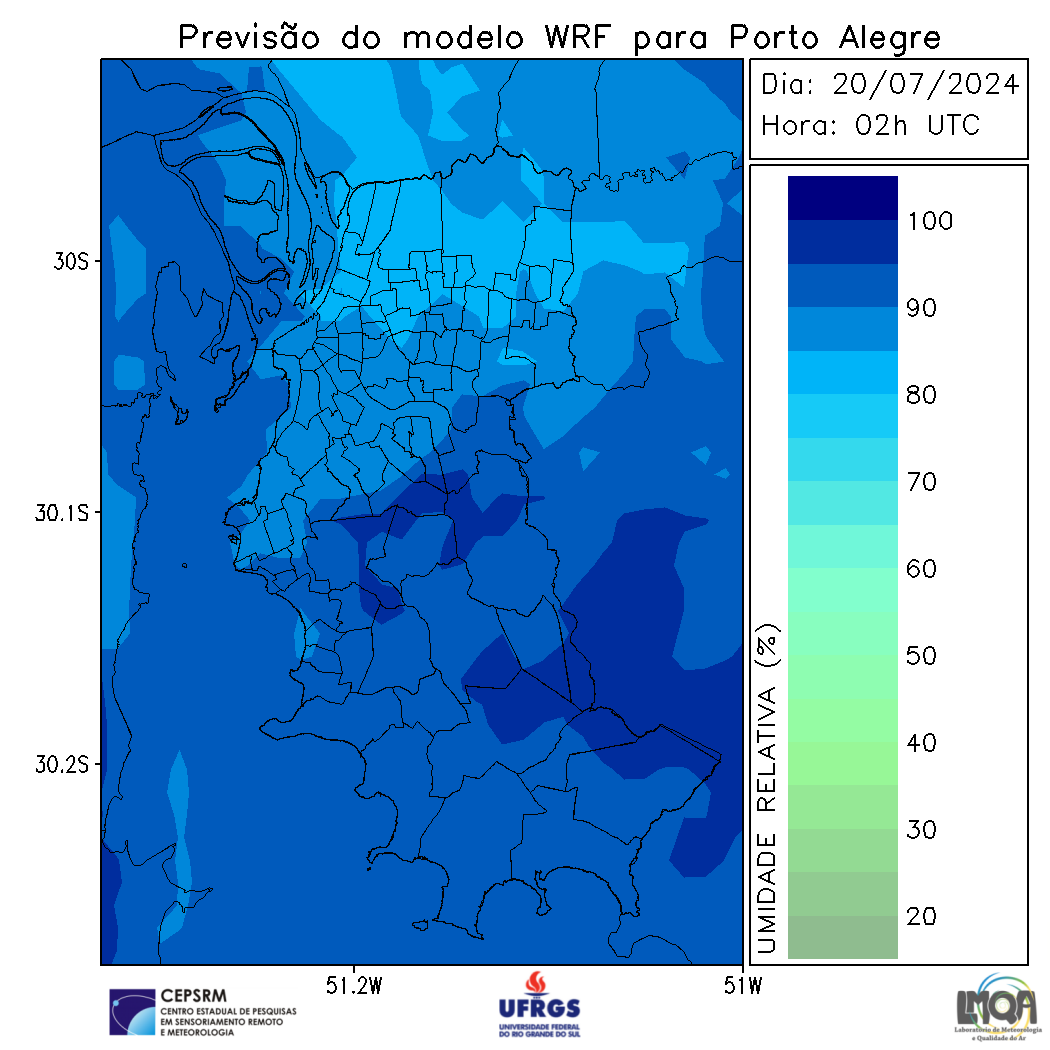 Previsão do modelo WRF para Porto Alegre
Dia: 20/07/2024
Hora: 02h UTC
100
90
80
70
60
50
40
30
20
UMIDADE RELATIVA (%)
30S
30.1S
30.2S
51.2W
51W
CEPSRM
CENTRO ESTADUAL DE PESQUISAS
EM SENSORIAMENTO REMOTO
E METEOROLOGIA
UFRGS
UNIVERSIDADE FEDERAL
DO RIO GRANDE DO SUL
LMQA
Laboratório de Meteorologia
e Qualidade do Ar